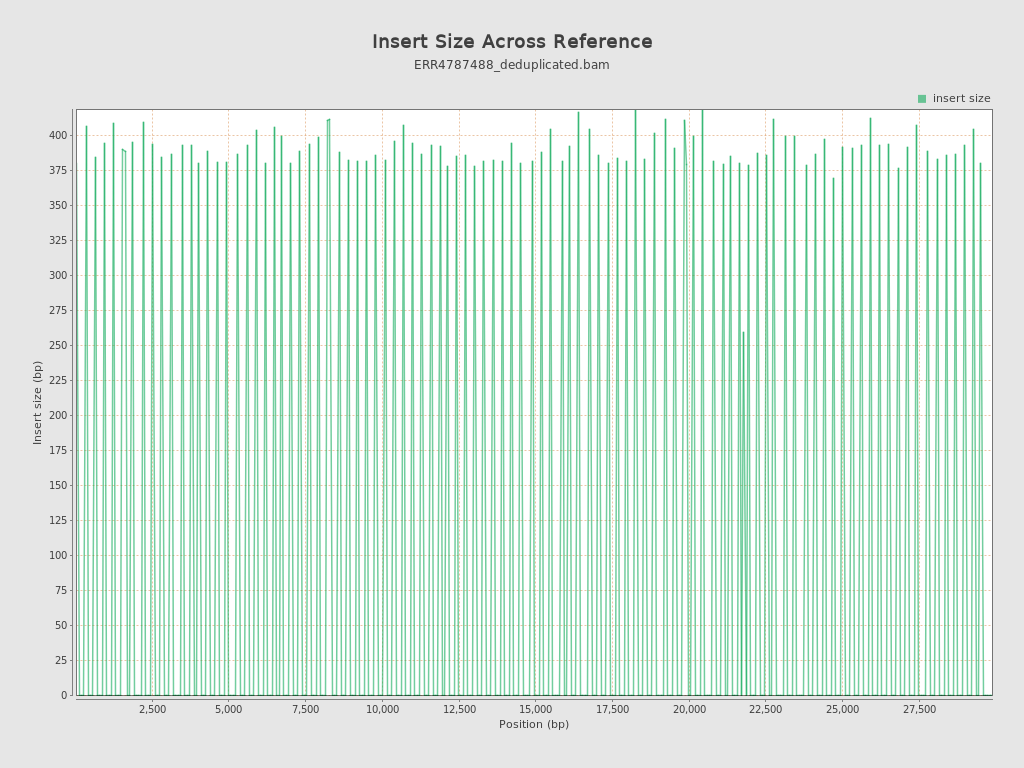 Insert Size Across Reference
ERR4787488_deduplicated.bam
insert size
400
375
350
325
300
275
250
225
200
175
150
125
100
75
50
25
0
Insert size (bp)
2,500 5,000 7,500 10,000 12,500 15,000 17,500 20,000 22,500 25,000 27,500
Position (bp)